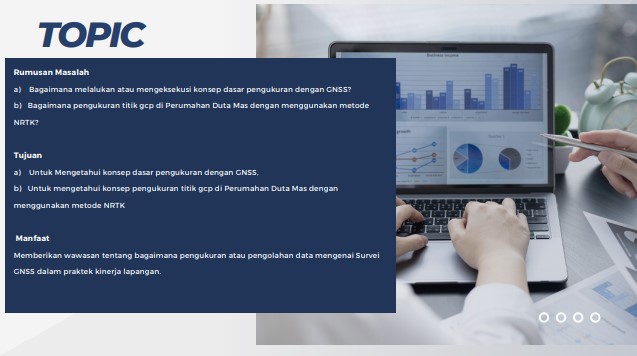 TOPIC
Rumusan Masalah
a) Bagaimana melalukan atau mengeksekusi konsep dasar pengukuran dengan GNSS?
b) Bagaimana pengukuran titik gcp di Perumahan Duta Mas dengan menggunakan metode
NRTK?
Tujuan
a) Untuk Mengetahui konsep dasar pengukuran dengan GNSS,
b) Untuk mengetahui konsep pengukuran titik gcp di Perumahan Duta Mas dengan
menggunakan metode NRTK
Manfaat
Memberikan wawasan tentang bagaimana pengukuran atau pengolahan data mengenai Survei
GNSS dalam praktek kinerja lapangan.